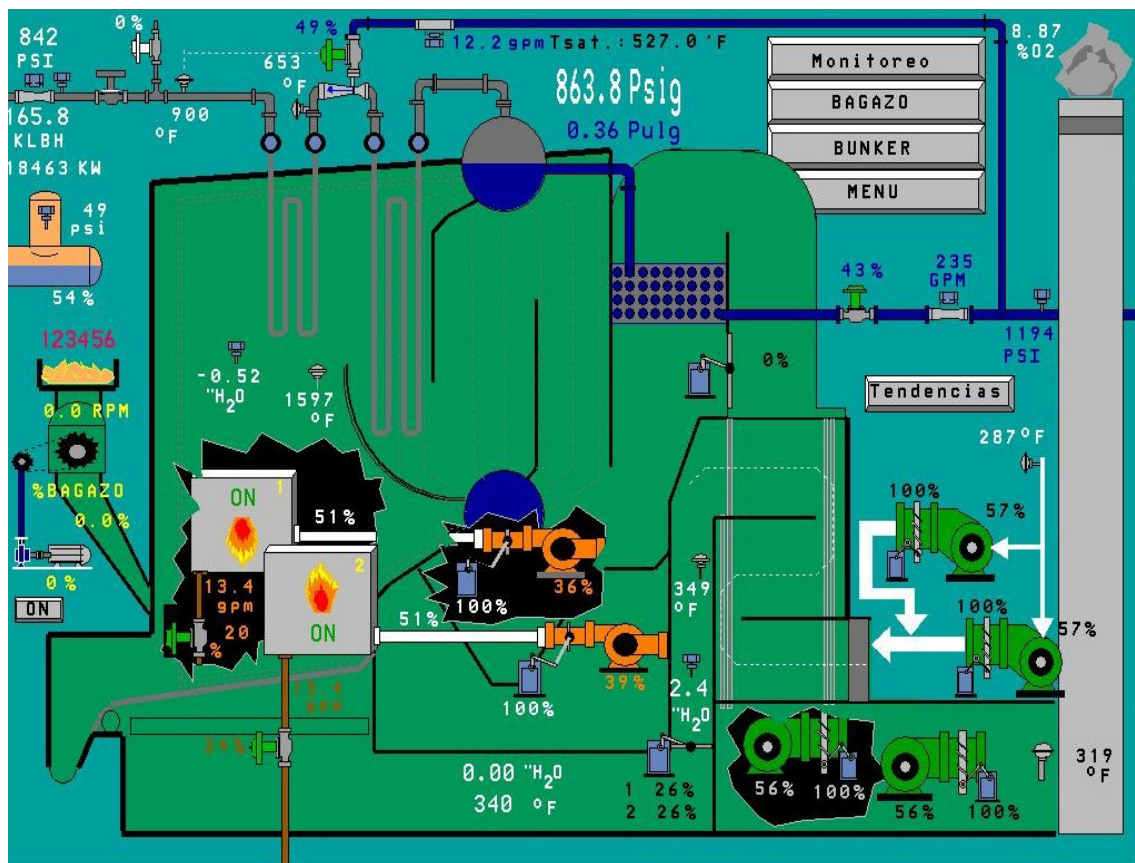 0%
49%
842
PSI
12.2gpm
Tsat.:527.0 'F
8.87
%O2
653
°F
863.8 Psig
0.36 Pulg
Monitoreo
BAGAZO
BUNKER
MENU
165.8
KLBH
900
°F
18463 KW
49
psi
54%
43%
235
GPM
1194
PSI
123456
-0.52
"H2O
1597
°F
0%
Tendencias
0.0 RPM
287°F
%BAGAZO
0.0%
1
ON
51%
100%
57%
2
ON
0%
ON
13.4
gpm
20
%
36%
100%
51%
349
°F
100%
57%
39%
100%
2.4
"H2O
13.4
gpm
24%
0.00 "H2O
340 °F
1 26%
2 26%
56%
100%
56%
100%
319
°F